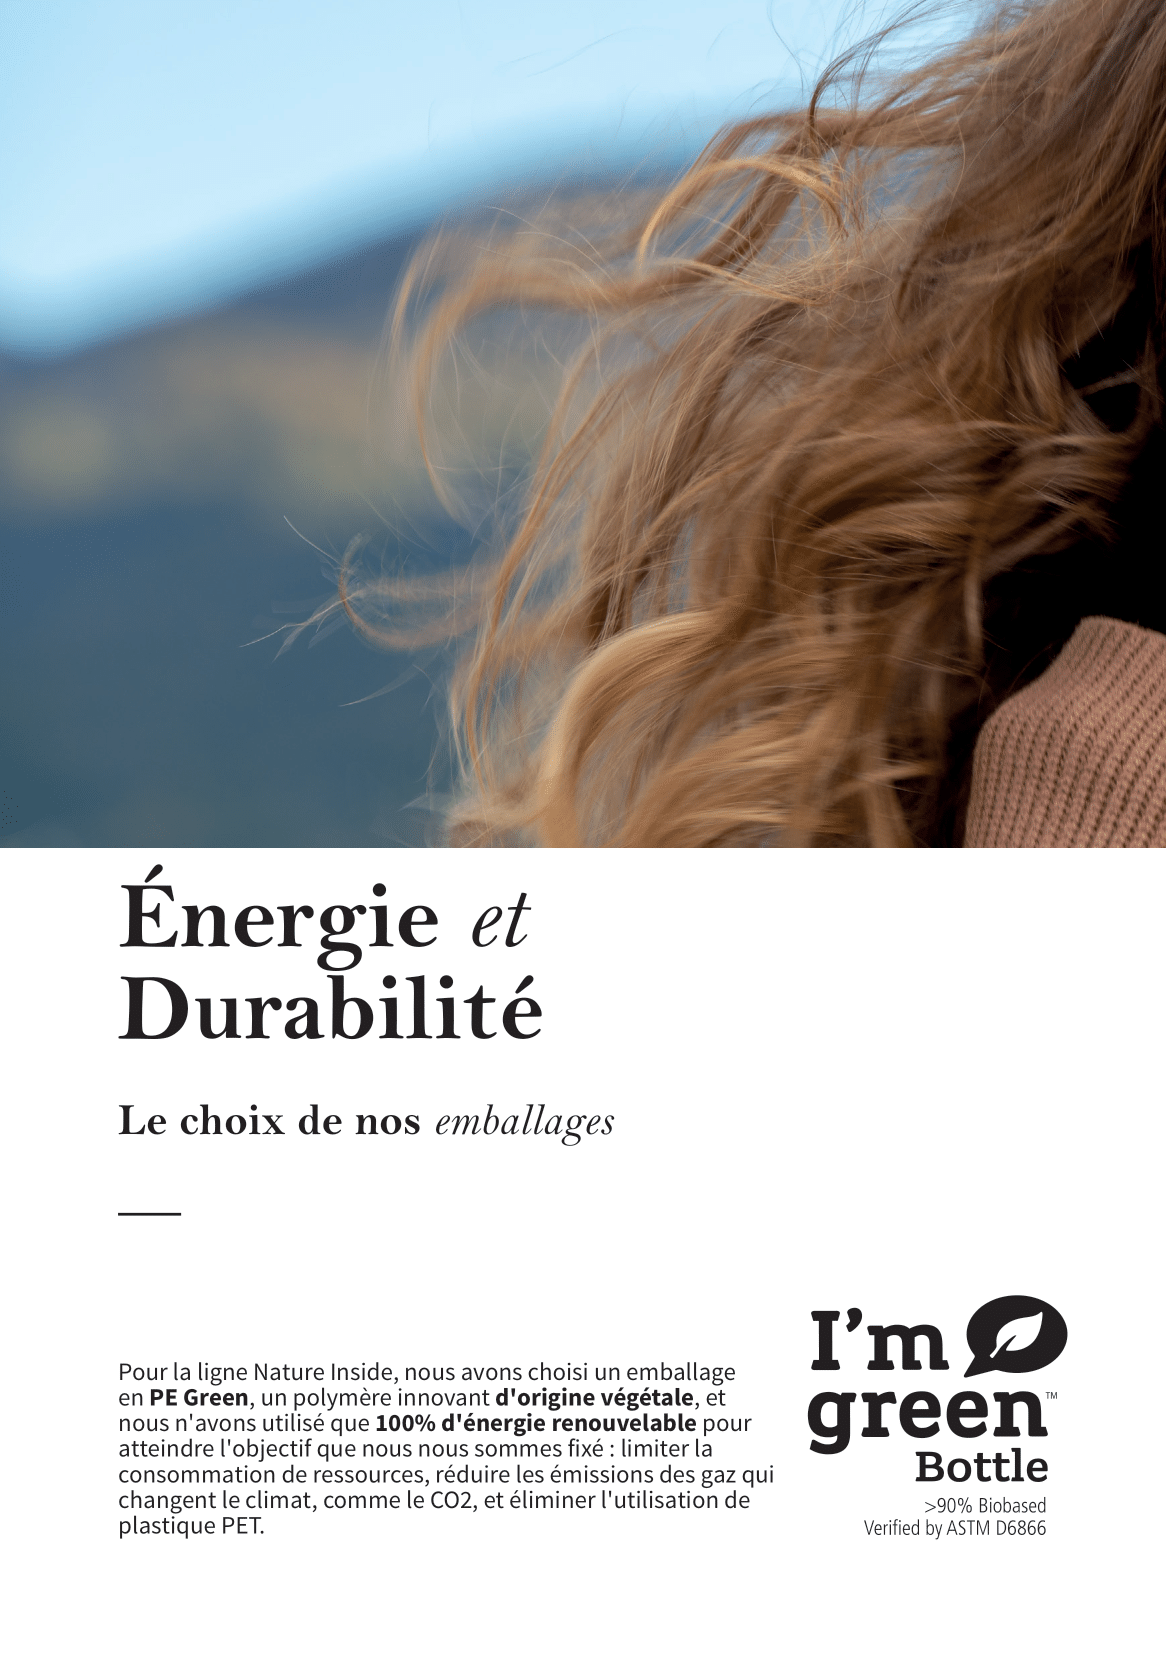 Énergie et
Durabilité
Le choix de nos emballages
Pour la ligne Nature Inside, nous avons choisi un emballage
en PE Green, un polymère innovant d'origine végétale, et
nous n'avons utilisé que 100% d'énergie renouvelable pour
atteindre l'objectif que nous nous sommes fixé : limiter la
consommation de ressources, réduire les émissions des gaz qui
changent le climat, comme le CO2, et éliminer l'utilisation de
plastique PET.
I'm
green™
Bottle
>90% Biobased
Verified by ASTM D6866